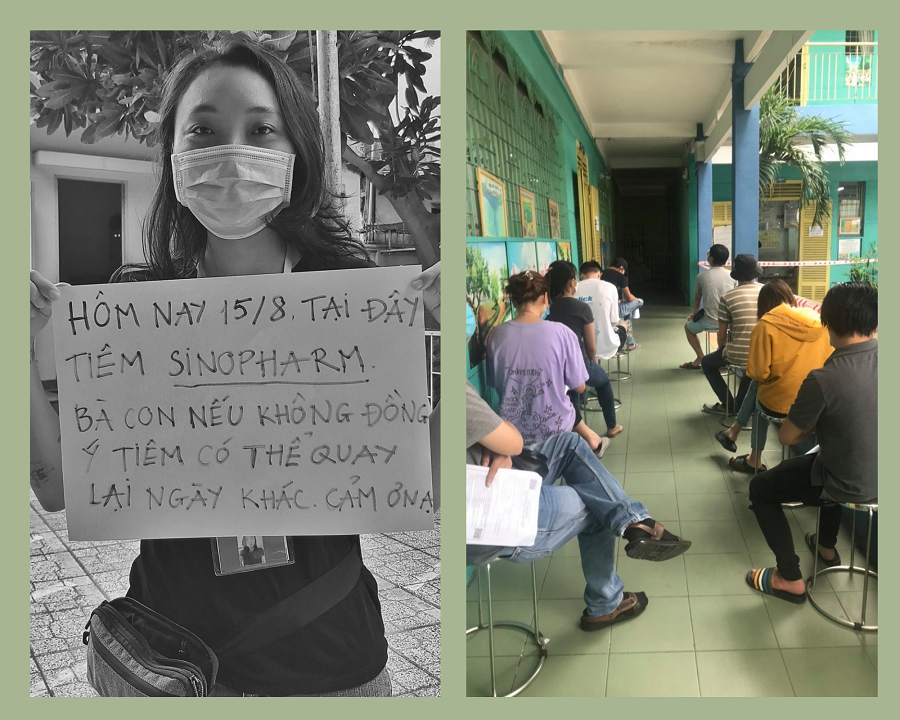 HÔM NAY 15/8. TẠI ĐÂY
TIÊM SINOPHARM.
BÀ CON NẾU KHÔNG ĐỒNG
Ý TIÊM CÓ THỂ QUAY
LẠI NGÀY KHÁC. CẢM ƠN Ạ